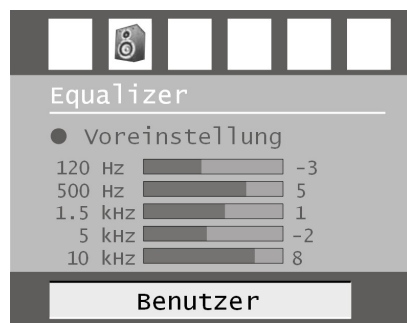 Equalizer
Voreinstellung
120 Hz -3
500 Hz 5
1.5 kHz 1
5 kHz -2
10 kHz 8
Benutzer